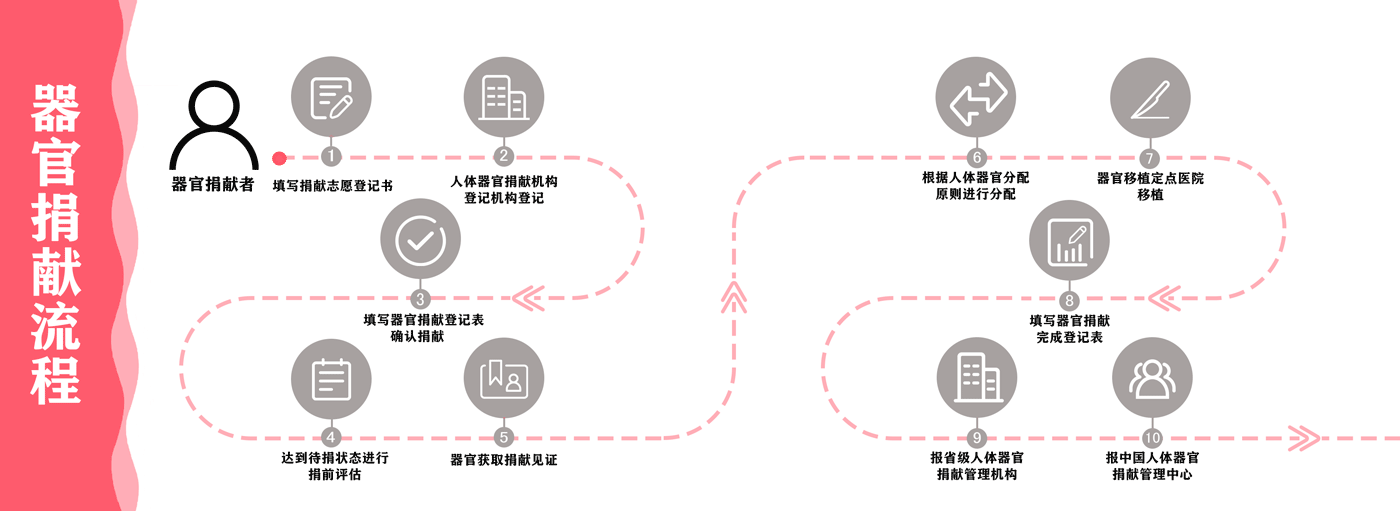 器官捐献流程
器官捐献者
1
填写捐献志愿登记书
2
人体器官捐献机构
登记机构登记
3
填写器官捐献登记表
确认捐献
4
达到待捐状态进行
捐前评估
5
器官获取捐献见证
6
根据人体器官分配
原则进行分配
7
器官移植定点医院
移植
8
填写器官捐献
完成登记表
9
报省级人体器官
捐献管理机构
10
报中国人体器官
捐献管理中心